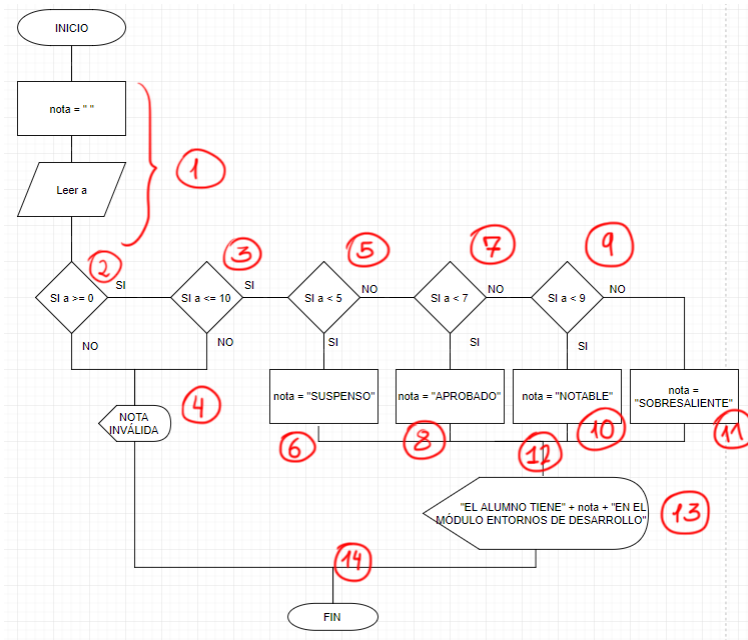 INICIO
nota = " "
1
Leer a
2
3
5
7
9
SI a >= 0
SI
SI a <= 10
SI
SI a < 5
NO
SI a < 7
NO
SI a < 9
NO
NO
NO
SI
SI
SI
NOTA
INVÁLIDA
4
nota = "SUSPENSO"
nota = "APROBADO"
nota = "NOTABLE"
nota =
"SOBRESALIENTE"
6
8
10
11
12
"EL ALUMNO TIENE" + nota + "EN EL
MÓDULO ENTORNOS DE DESARROLLO"
13
14
FIN